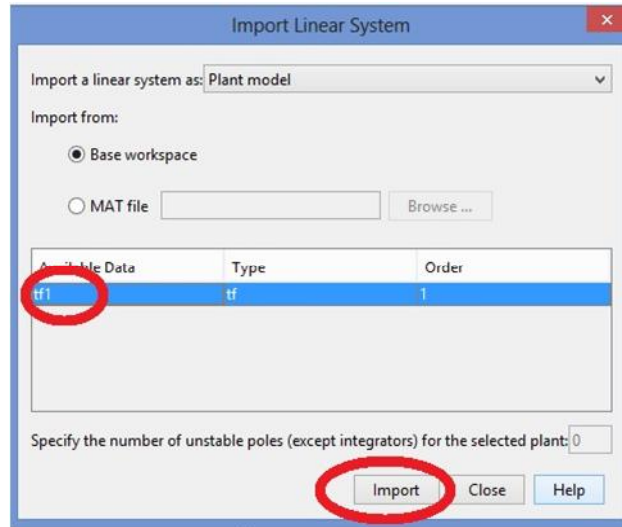 Import Linear System
Import a linear system as: Plant model
Import from:
Base workspace
MAT file Browse ...
Available Data Type Order
tf1 tf 1
Specify the number of unstable poles (except integrators) for the selected plant: 0
Import Close Help